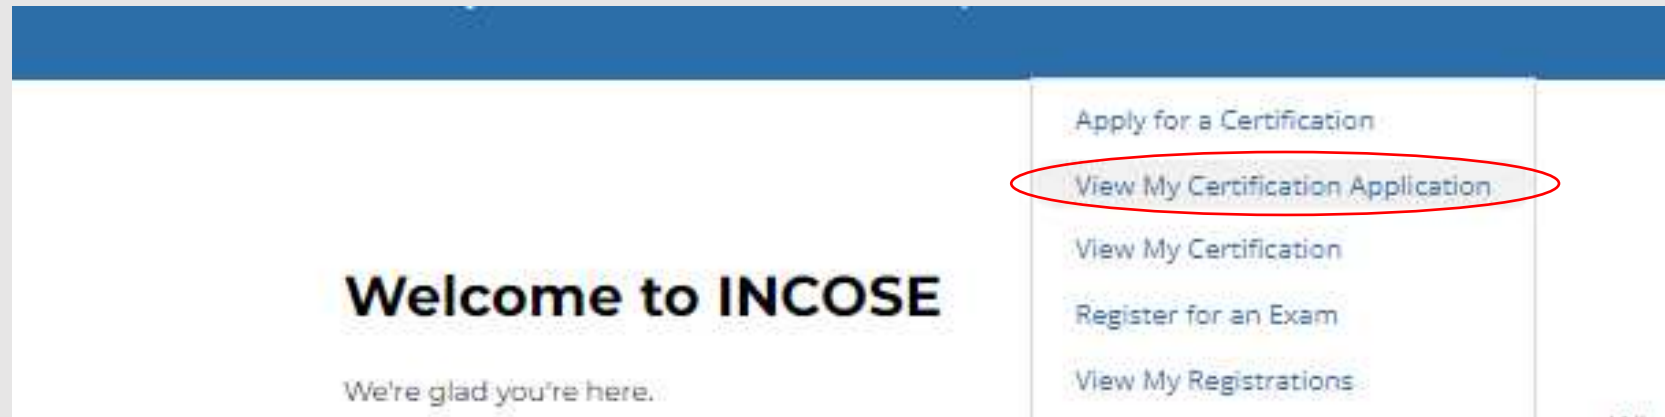 Apply for a Certification
View My Certification Application
View My Certification
Welcome to INCOSE
Register for an Exam
View My Registrations
We're glad you're here.